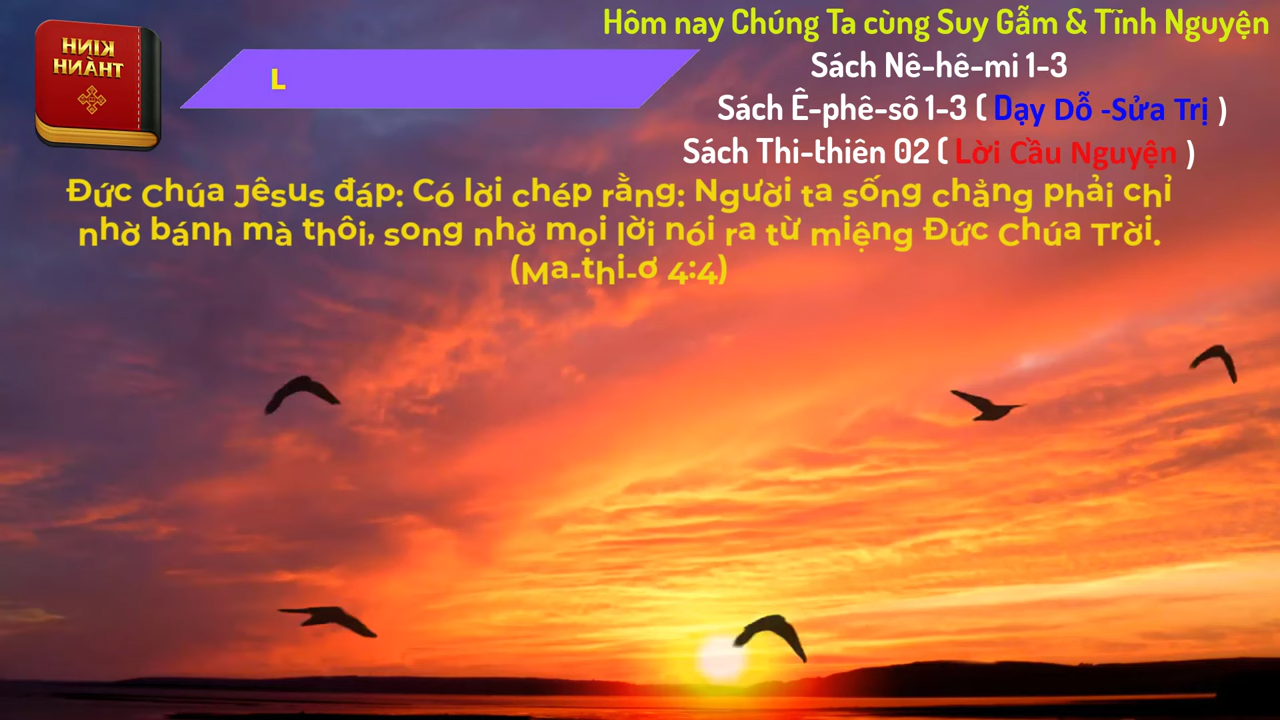 Hôm nay Chúng Ta cùng Suy Gẫm & Tĩnh Nguyện
KINH
THÀNH
L
Sách Nê-hê-mi 1-3
Sách Ê-phê-sô 1-3 ( Dạy Dỗ -Sửa Trị )
Sách Thi-thiên 02 ( Lời Cầu Nguyện )
Đức Chúa Jêsus đáp: Có lời chép rằng: Người ta sống chẳng phải chỉ
nhờ bánh mà thôi, song nhờ mọi lời nói ra từ miệng Đức Chúa Trời.
(Ma-thi-ơ 4:4)